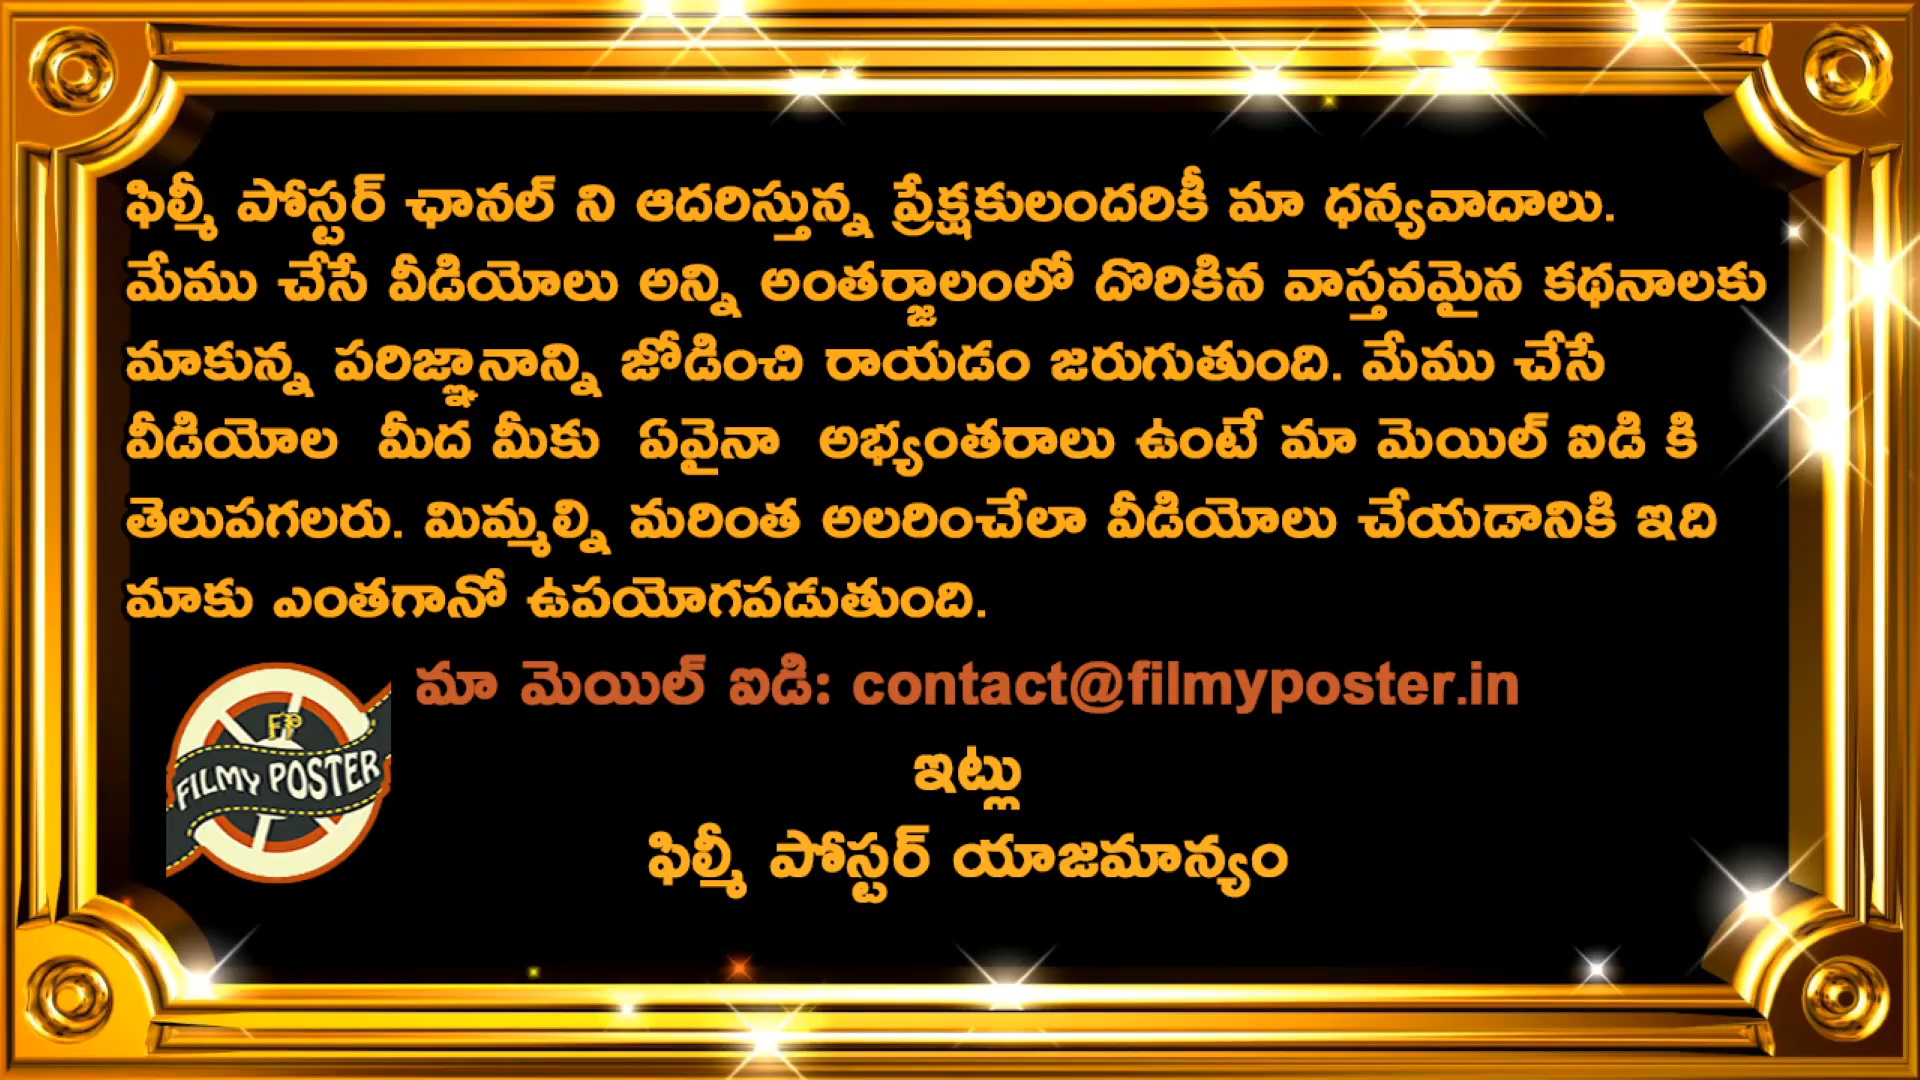 ఫిల్మీ పోస్టర్ ఛానల్ ని ఆదరిస్తున్న ప్రేక్షకులందరికీ మా ధన్యవాదాలు.
మేము చేసే వీడియోలు అన్ని అంతర్జాలంలో దొరికిన వాస్తవమైన కథనాలకు
మాకున్న పరిజ్ఞానాన్ని జోడించి రాయడం జరుగుతుంది. మేము చేసే
వీడియోల మీద మీకు ఏవైనా అభ్యంతరాలు ఉంటే మా మెయిల్ ఐడి కి
తెలుపగలరు. మిమ్మల్ని మరింత అలరించేలా వీడియోలు చేయడానికి ఇది
మాకు ఎంతగానో ఉపయోగపడుతుంది.
మా మెయిల్ ఐడి: contact@filmyposter.in
FP
FILMY POSTER
ఇట్లు
ఫిల్మీ పోస్టర్ యాజమాన్యం